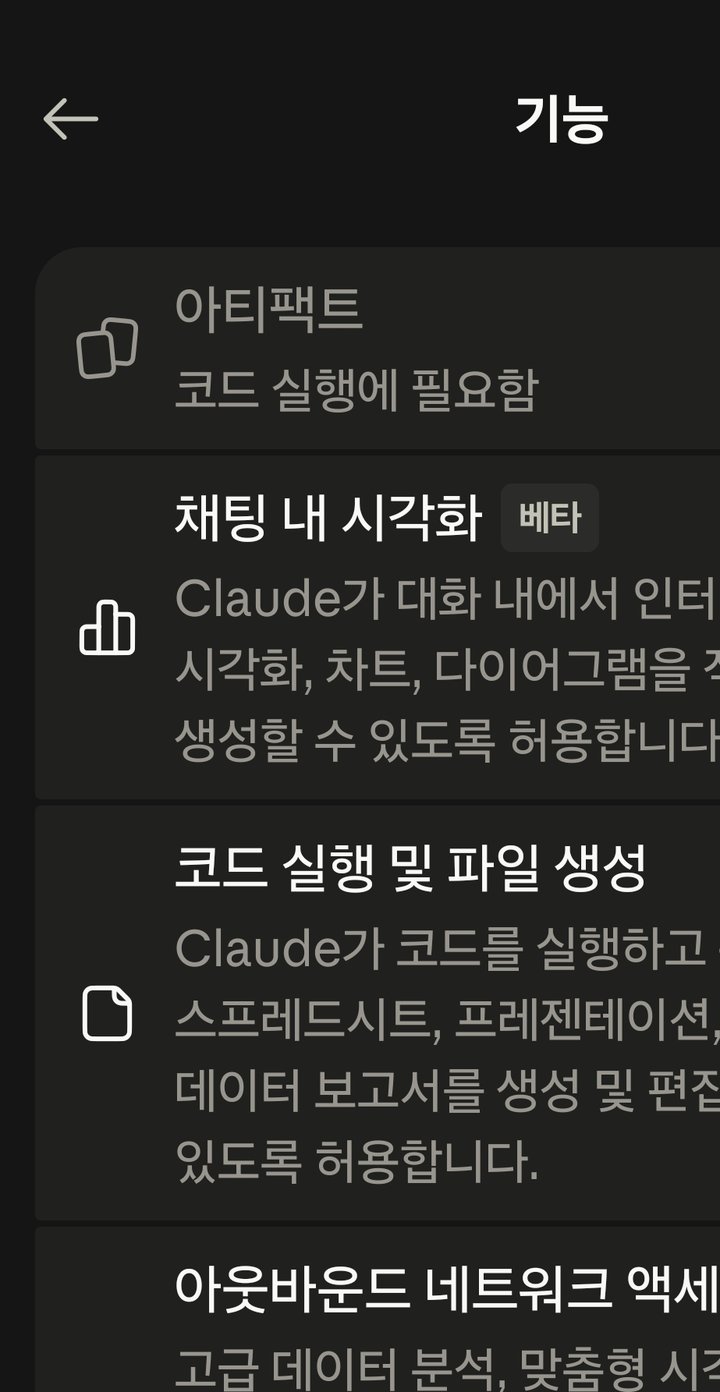 기능
아티팩트
코드 실행에 필요함
채팅 내 시각화 베타
Claude가 대화 내에서 인터
시각화, 차트, 다이어그램을
생성할 수 있도록 허용합니다
코드 실행 및 파일 생성
Claude가 코드를 실행하고
스프레드시트, 프레젠테이션,
데이터 보고서를 생성 및 편집
있도록 허용합니다.
아웃바운드 네트워크 액세
고급 데이터 분석, 맞춤형 시각